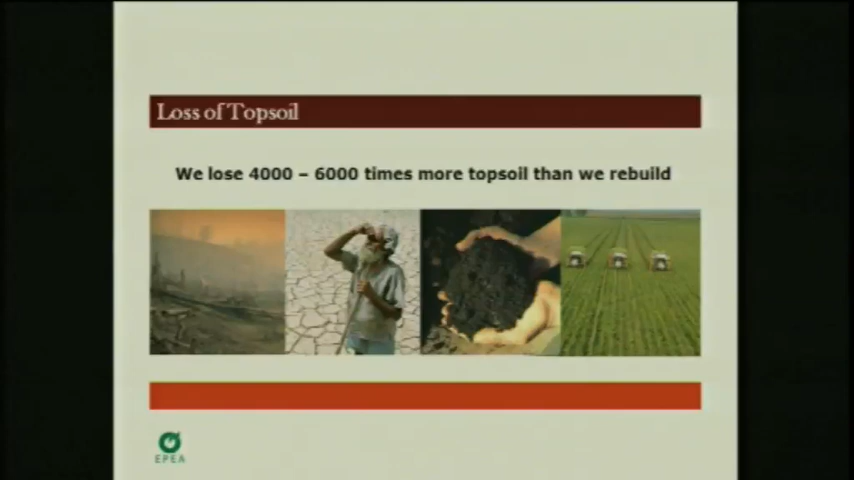 Loss of Topsoil
We lose 4000 – 6000 times more topsoil than we rebuild
EPEA